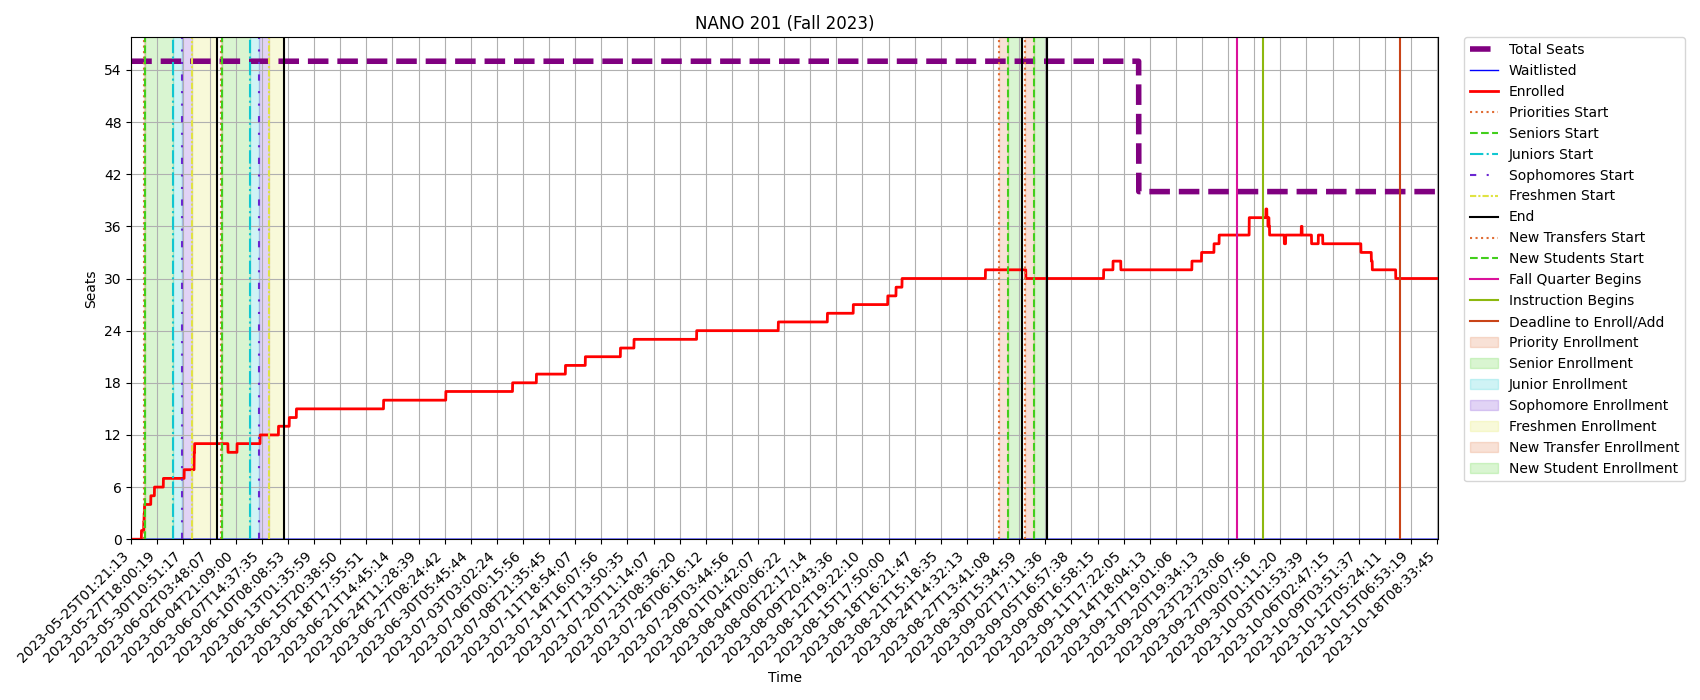 NANO 201 (Fall 2023)
Seats
54
48
42
36
30
24
18
12
6
0
2023-05-25T01:21:13
2023-05-27T18:00:19
2023-05-30T10:51:17
2023-06-02T03:48:07
2023-06-04T21:09:00
2023-06-07T14:37:35
2023-06-10T08:08:53
2023-06-13T01:35:59
2023-06-15T20:38:50
2023-06-18T17:55:51
2023-06-21T14:45:14
2023-06-24T11:28:39
2023-06-27T08:24:42
2023-06-30T05:45:44
2023-07-03T03:02:24
2023-07-06T00:15:56
2023-07-08T21:35:45
2023-07-11T18:54:07
2023-07-14T16:07:56
2023-07-17T13:50:35
2023-07-20T11:14:07
2023-07-23T08:36:20
2023-07-26T06:16:12
2023-07-29T03:44:56
2023-08-01T01:42:07
2023-08-04T00:06:22
2023-08-06T22:17:14
2023-08-09T20:43:36
2023-08-12T19:22:10
2023-08-15T17:50:00
2023-08-18T16:21:47
2023-08-21T15:18:35
2023-08-24T14:32:13
2023-08-27T13:41:08
2023-08-30T15:34:59
2023-09-02T17:11:36
2023-09-05T16:57:38
2023-09-08T16:58:15
2023-09-11T17:22:05
2023-09-14T18:04:13
2023-09-17T19:01:06
2023-09-20T19:34:13
2023-09-23T23:23:06
2023-09-27T00:07:56
2023-09-30T01:11:20
2023-10-03T01:53:39
2023-10-06T02:47:15
2023-10-09T03:51:37
2023-10-12T05:24:11
2023-10-15T06:53:19
2023-10-18T08:33:45
Time
Total Seats
Waitlisted
Enrolled
Priorities Start
Seniors Start
Juniors Start
Sophomores Start
Freshmen Start
End
New Transfers Start
New Students Start
Fall Quarter Begins
Instruction Begins
Deadline to Enroll/Add
Priority Enrollment
Senior Enrollment
Junior Enrollment
Sophomore Enrollment
Freshmen Enrollment
New Transfer Enrollment
New Student Enrollment